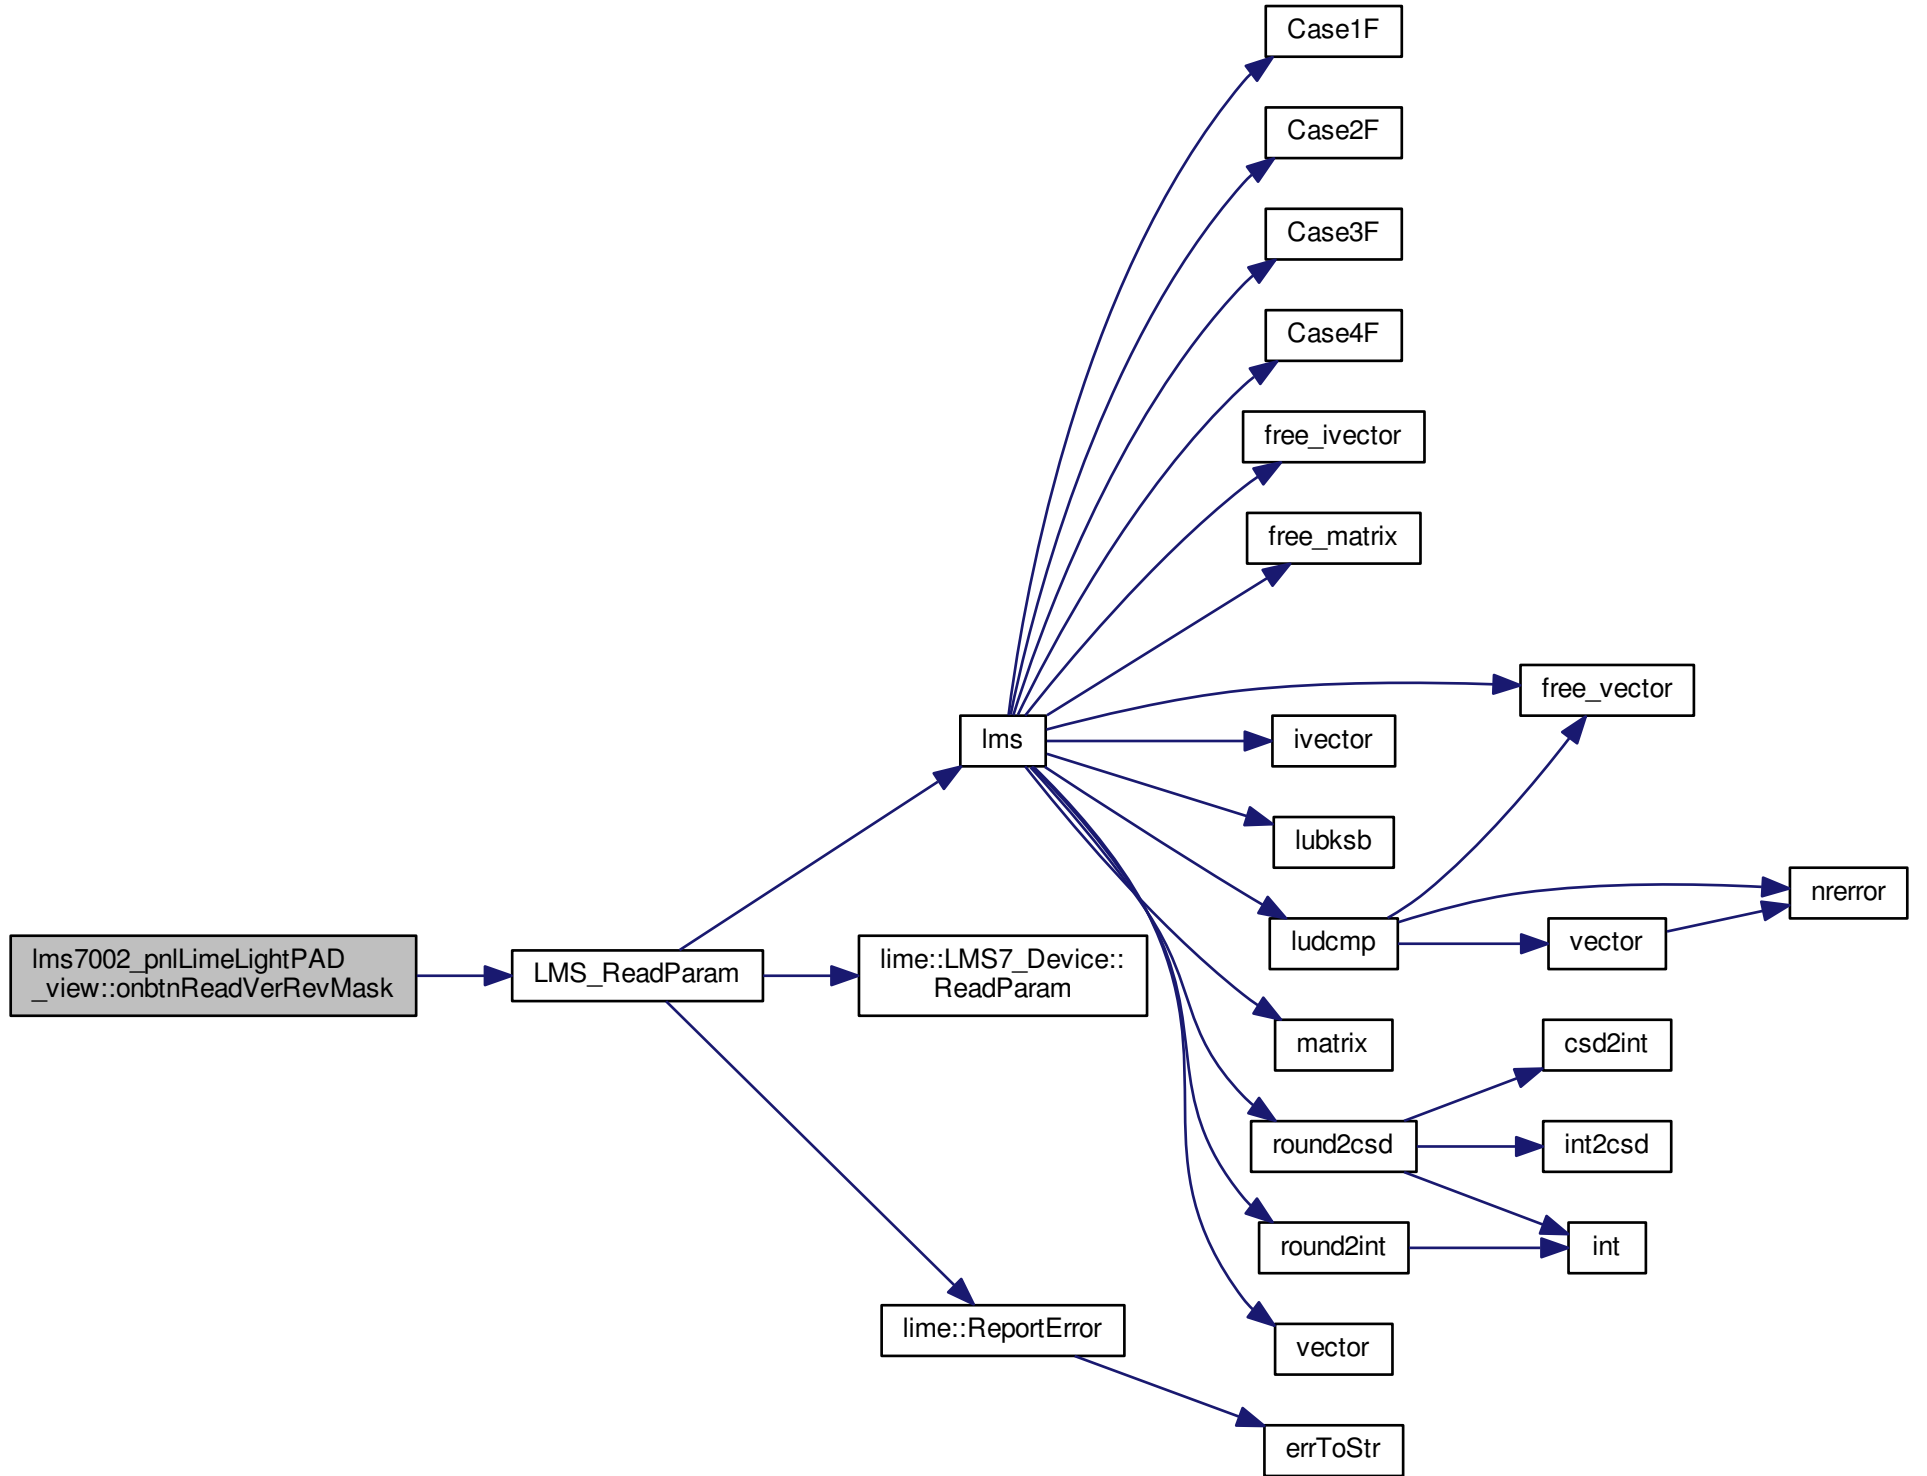 Case1F
Case2F
Case3F
Case4F
free_ivector
free_matrix
free_vector
lms
ivector
lubksb
nrerror
ludcmp
vector
lms7002_pnlLimeLightPAD
_view::onbtnReadVerRevMask
LMS_ReadParam
lime::LMS7_Device::
ReadParam
matrix
csd2int
round2csd
int2csd
round2int
int
lime::ReportError
vector
errToStr